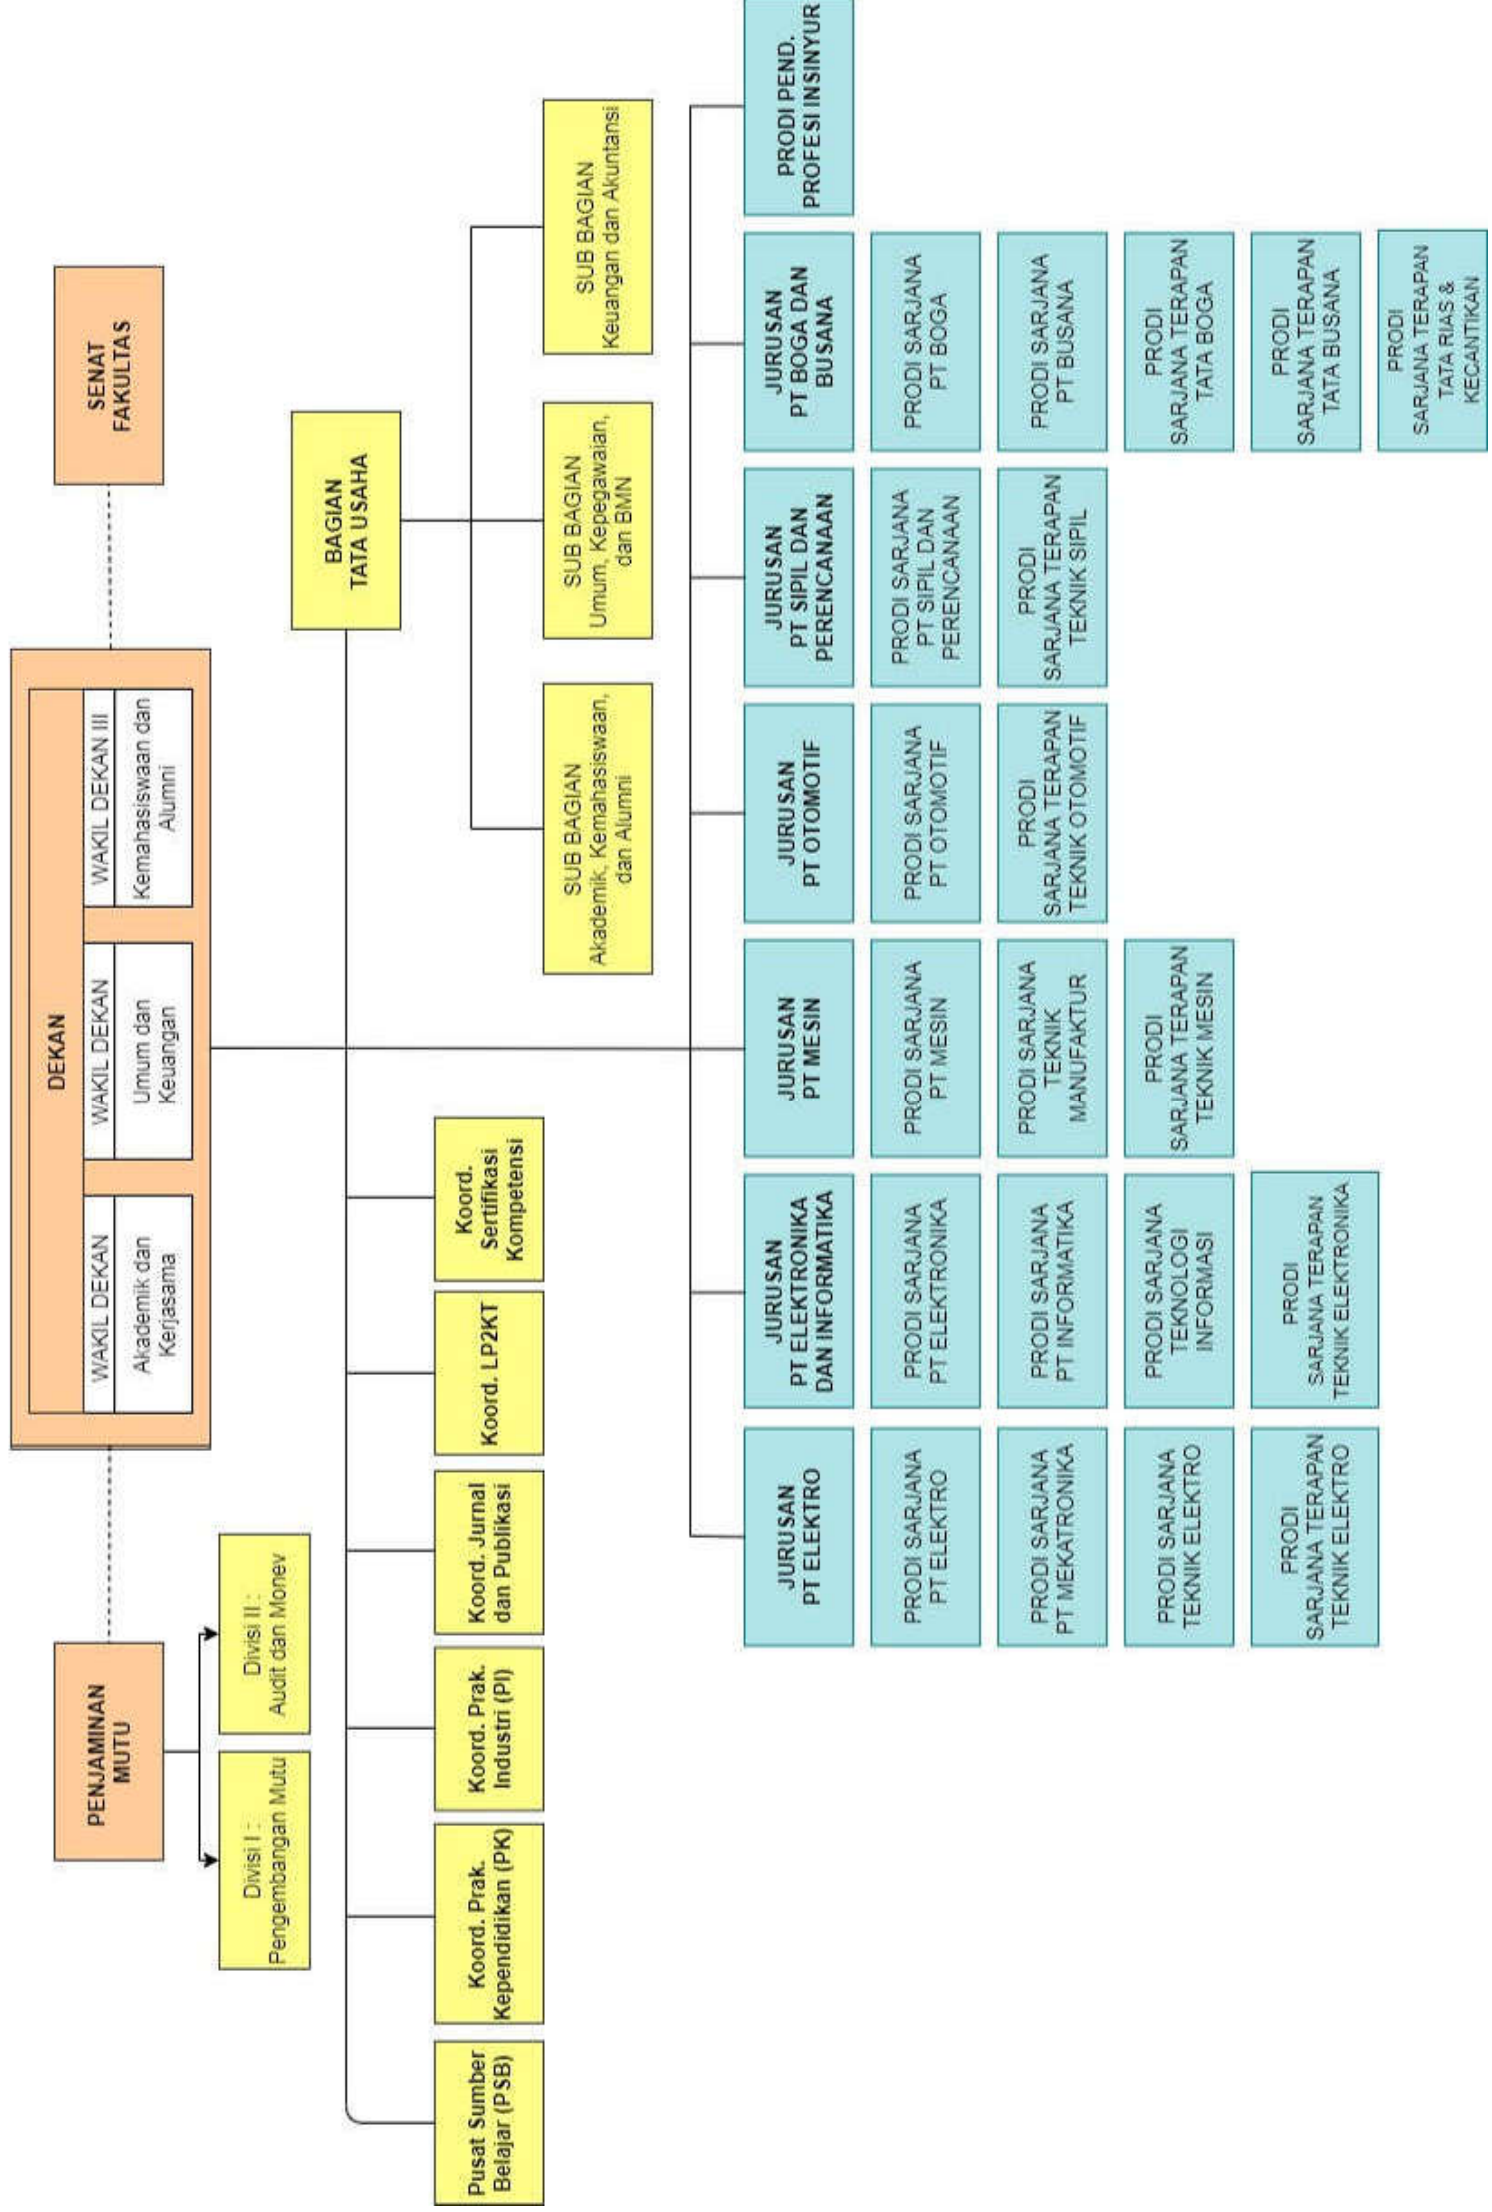 PENJAMINAN
MUTU
DEKAN
SENAT
FAKULTAS
WAKIL DEKAN
Akademik dan
Kerjasama
WAKIL DEKAN
Umum dan
Keuangan
WAKIL DEKAN III
Kemahasiswaan dan
Alumni
Divisi I :
Pengembangan Mutu
Divisi II :
Audit dan Monev
BAGIAN
TATA USAHA
Pusat Sumber
Belajar (PSB)
Koord. Prak.
Kependidikan (PK)
Koord. Prak.
Industri (PI)
Koord. Jurnal
dan Publikasi
Koord. LP2KT
Koord.
Sertifikasi
Kompetensi
SUB BAGIAN
Akademik, Kemahasiswaan,
dan Alumni
SUB BAGIAN
Umum, Kepegawaian,
dan BMN
SUB BAGIAN
Keuangan dan Akuntansi
JURUSAN
PT ELEKTRO
PRODI SARJANA
PT ELEKTRO
PRODI SARJANA
PT MEKATRONIKA
PRODI SARJANA
TEKNIK ELEKTRO
PRODI
SARJANA TERAPAN
TEKNIK ELEKTRO
JURUSAN
PT ELEKTRONIKA
DAN INFORMATIKA
PRODI SARJANA
PT ELEKTRONIKA
PRODI SARJANA
PT INFORMATIKA
PRODI SARJANA
TEKNOLOGI
INFORMASI
PRODI
SARJANA TERAPAN
TEKNIK ELEKTRONIKA
JURUSAN
PT MESIN
PRODI SARJANA
PT MESIN
PRODI SARJANA
TEKNIK
MANUFAKTUR
PRODI
SARJANA TERAPAN
TEKNIK MESIN
JURUSAN
PT OTOMOTIF
PRODI SARJANA
PT OTOMOTIF
PRODI
SARJANA TERAPAN
TEKNIK OTOMOTIF
JURUSAN
PT SIPIL DAN
PERENCANAAN
PRODI SARJANA
PT SIPIL DAN
PERENCANAAN
PRODI
SARJANA TERAPAN
TEKNIK SIPIL
JURUSAN
PT BOGA DAN
BUSANA
PRODI SARJANA
PT BOGA
PRODI SARJANA
PT BUSANA
PRODI
SARJANA TERAPAN
TATA BOGA
PRODI
SARJANA TERAPAN
TATA BUSANA
PRODI
SARJANA TERAPAN
TATA RIAS &
KECANTIKAN
PRODI PEND.
PROFESI INSINYUR